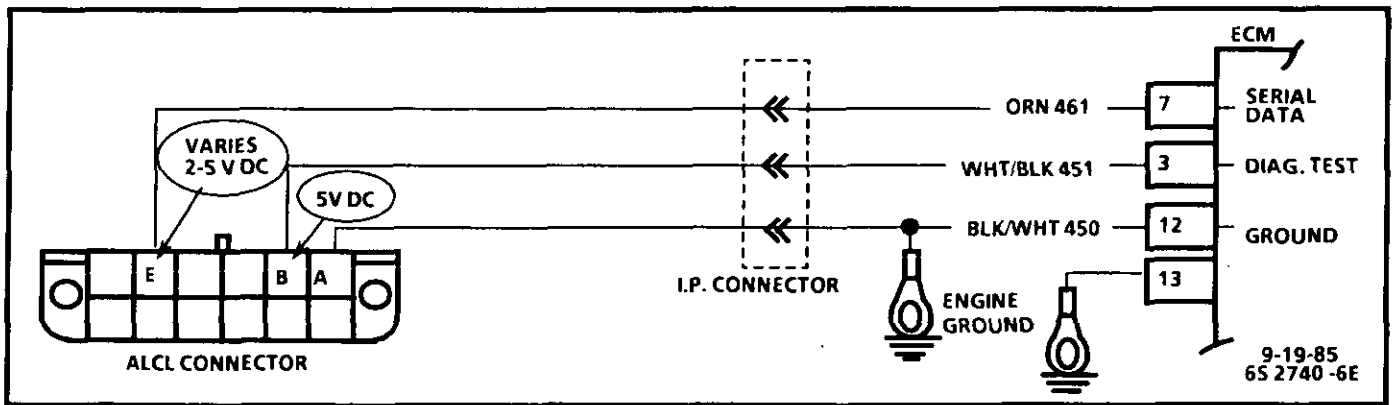 ECM
ORN 461
7
SERIAL
DATA
VARIES
2-5 V DC
WHT/BLK 451
3
DIAG. TEST
5V DC
BLK/WHT 450
12
GROUND
E
B
A
I.P. CONNECTOR
13
ENGINE
GROUND
ALCL CONNECTOR
9-19-85
6S 2740 -6E